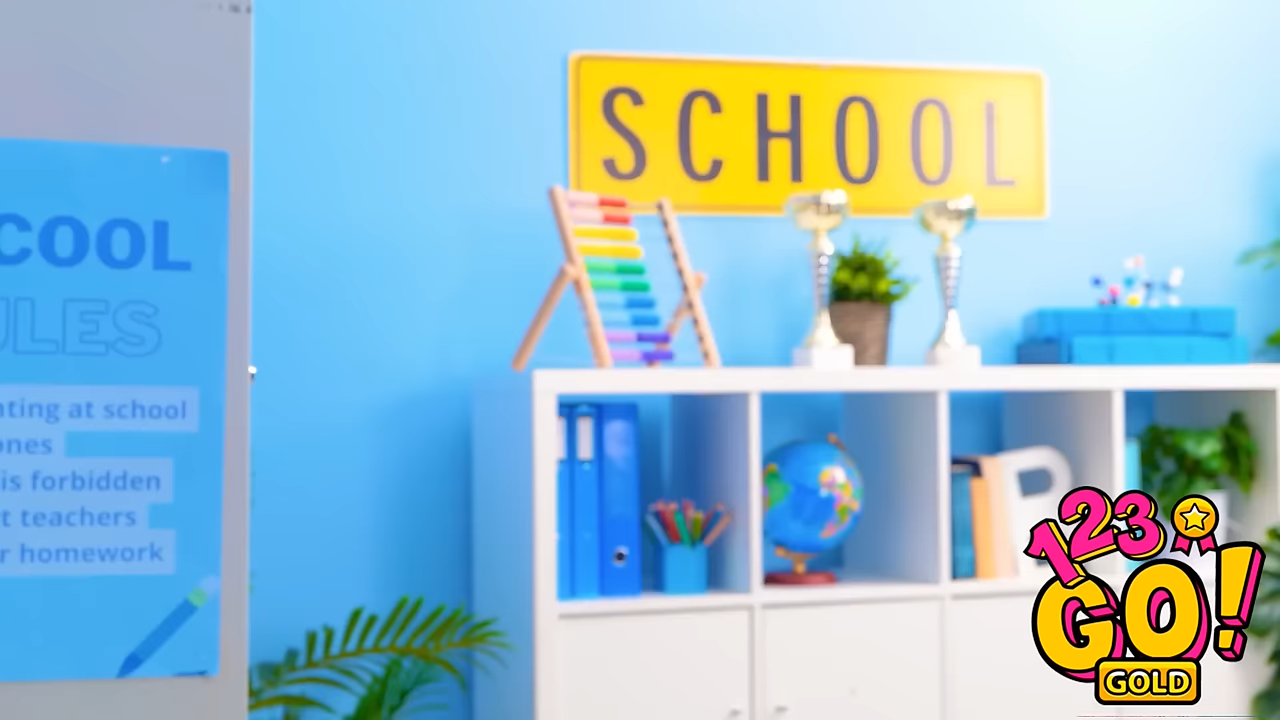 SCHOOL
COOL
ULES
ating at school
ones
is forbidden
t teachers
r homework
123
GO!
GOLD